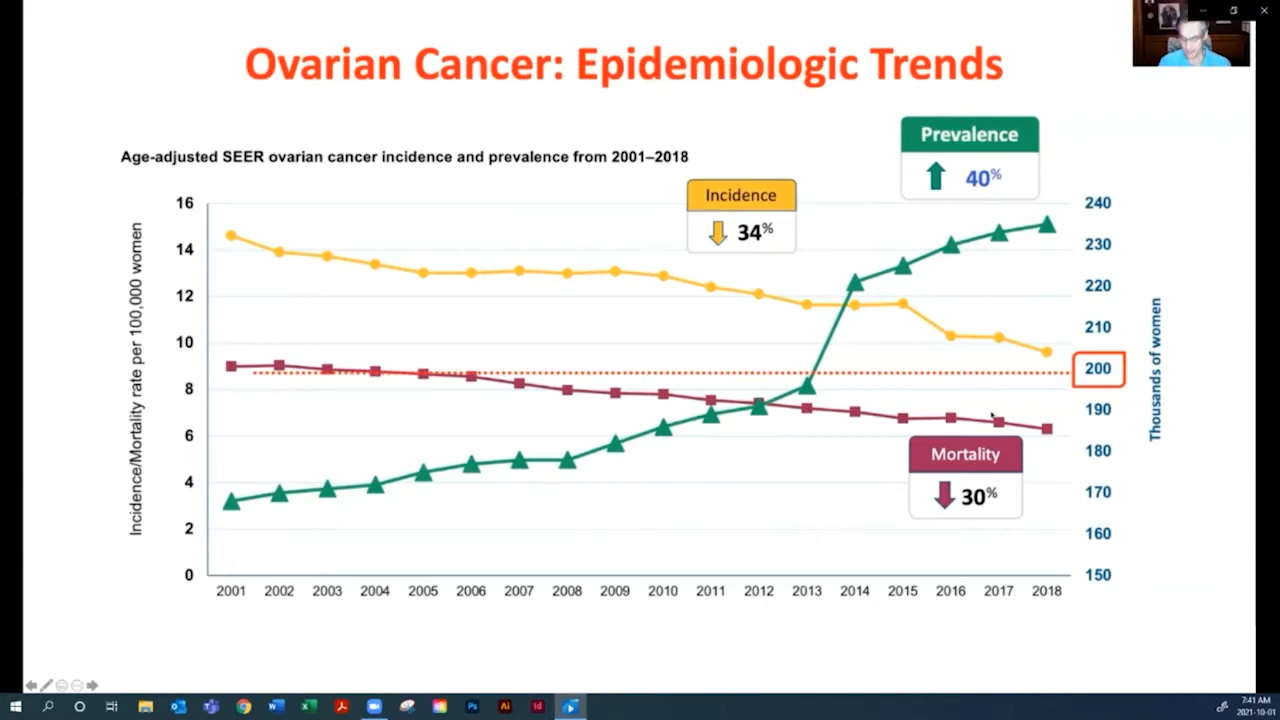 Ovarian Cancer: Epidemiologic Trends
Prevalence
40%
Age-adjusted SEER ovarian cancer incidence and prevalence from 2001–2018
Incidence
34%
Incidence/Mortality rate per 100,000 women
16
14
12
10
8
6
4
2
0
240
230
220
210
200
190
180
170
160
150
Thousands of women
Mortality
30%
2001 2002 2003 2004 2005 2006 2007 2008 2009 2010 2011 2012 2013 2014 2015 2016 2017 2018
7:41 AM
2021-10-01